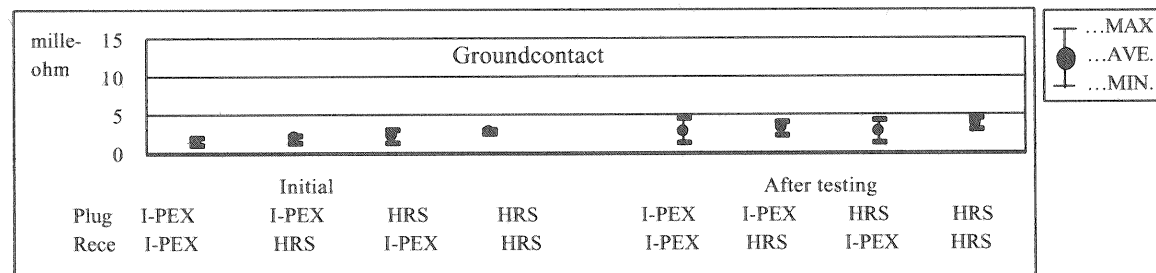 mille-
ohm
15
10
5
0
Groundcontact
...MAX
...AVE.
...MIN.
Initial After testing
Plug I-PEX I-PEX HRS HRS I-PEX I-PEX HRS HRS
Rece I-PEX HRS I-PEX HRS I-PEX HRS I-PEX HRS